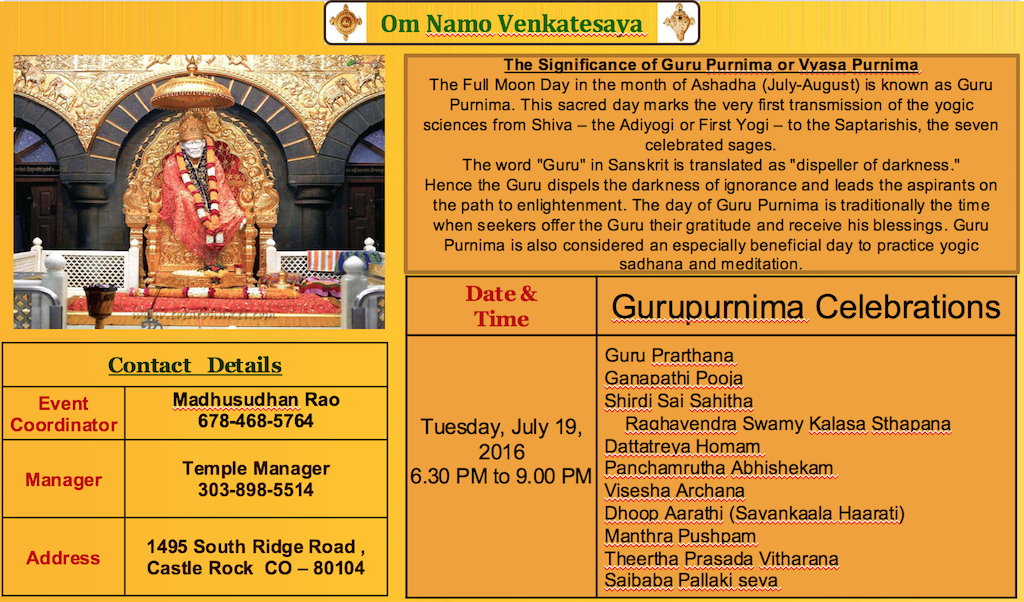 Om Namo Venkatesaya
The Significance of Guru Purnima or Vyasa Purnima
The Full Moon Day in the month of Ashadha (July-August) is known as Guru
Purnima. This sacred day marks the very first transmission of the yogic
sciences from Shiva – the Adiyogi or First Yogi – to the Saptarishis, the seven
celebrated sages.
The word "Guru" in Sanskrit is translated as "dispeller of darkness."
Hence the Guru dispels the darkness of ignorance and leads the aspirants on
the path to enlightenment. The day of Guru Purnima is traditionally the time
when seekers offer the Guru their gratitude and receive his blessings. Guru
Purnima is also considered an especially beneficial day to practice yogic
sadhana and meditation.
Contact Details
Event
Coordinator
Madhusudhan Rao
678-468-5764
Manager
Temple Manager
303-898-5514
Address
1495 South Ridge Road ,
Castle Rock CO – 80104
Date &
Time
Gurupurnima Celebrations
Tuesday, July 19,
2016
6.30 PM to 9.00 PM
Guru Prarthana
Ganapathi Pooja
Shirdi Sai Sahitha
Raghavendra Swamy Kalasa Sthapana
Dattatreya Homam
Panchamrutha Abhishekam
Visesha Archana
Dhoop Aarathi (Sayankaala Haarati)
Manthra Pushpam
Theertha Prasada Vitharana
Saibaba Pallaki seva